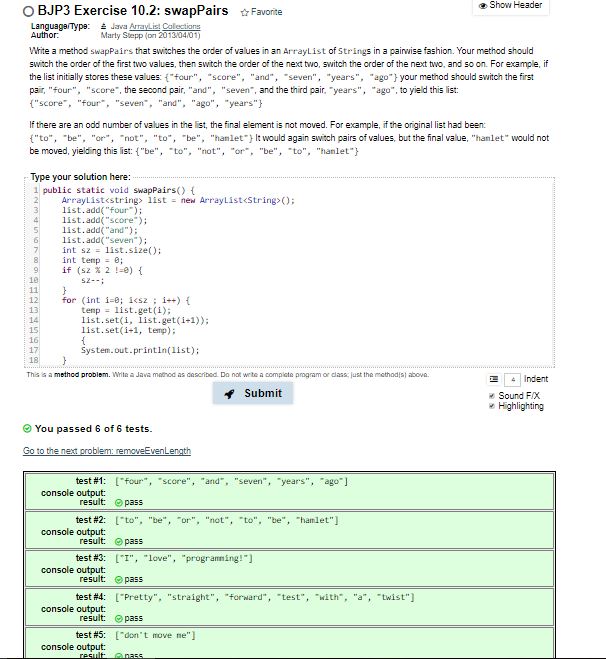 Show Header
BJP3 Exercise 10.2: swapPairs ☆ Favorite
Language/Type: Java ArrayList Collections
Author: Marty Stepp (on 2013/04/01)
Write a method swapPairs that switches the order of values in an ArrayList of Strings in a pairwise fashion. Your method should
switch the order of the first two values, then switch the order of the next two, switch the order of the next two, and so on. For example, if
the list initially stores these values: {"four", "score", "and", "seven", "years", "ago"} your method should switch the first
pair, "four", "score", the second pair, "and", "seven", and the third pair, "years", "ago", to yield this list:
{"score", "four", "seven", "and", "ago", "years"}
If there are an odd number of values in the list, the final element is not moved. For example, if the original list had been:
{"to", "be", "or", "not", "to", "be", "hamlet"} It would again switch pairs of values, but the final value, "hamlet" would not
be moved, yielding this list: {"be", "to", "not", "or", "be", "to", "hamlet"}
Type your solution here:
1 public static void swapPairs() {
2 ArrayList<string> list = new ArrayList<String>();
3 list.add("four");
4 list.add("score");
5 list.add("and");
6 list.add("seven");
7 int sz = list.size();
8 int temp = 0;
9 if (sz % 2 !=0) {
10 sz--;
11 }
12 for (int i=0; i<sz ; i++) {
13 temp = list.get(i);
14 list.set(i, list.get(i+1));
15 list.set(i+1, temp);
16 {
17 System.out.println(list);
18 }
This is a method problem. Write a Java method as described. Do not write a complete program or class; just the method(s) above.
4 Indent
Submit
Sound F/X
Highlighting
You passed 6 of 6 tests.
Go to the next problem: removeEvenLength
test #1: ["four", "score", "and", "seven", "years", "ago"]
console output:
result: pass
test #2: ["to", "be", "or", "not", "to", "be", "hamlet"]
console output:
result: pass
test #3: ["I", "love", "programming!"]
console output:
result: pass
test #4: ["Pretty", "straight", "forward", "test", "with", "a", "twist"]
console output:
result: pass
test #5: ["don't move me"]
console output:
result: pass